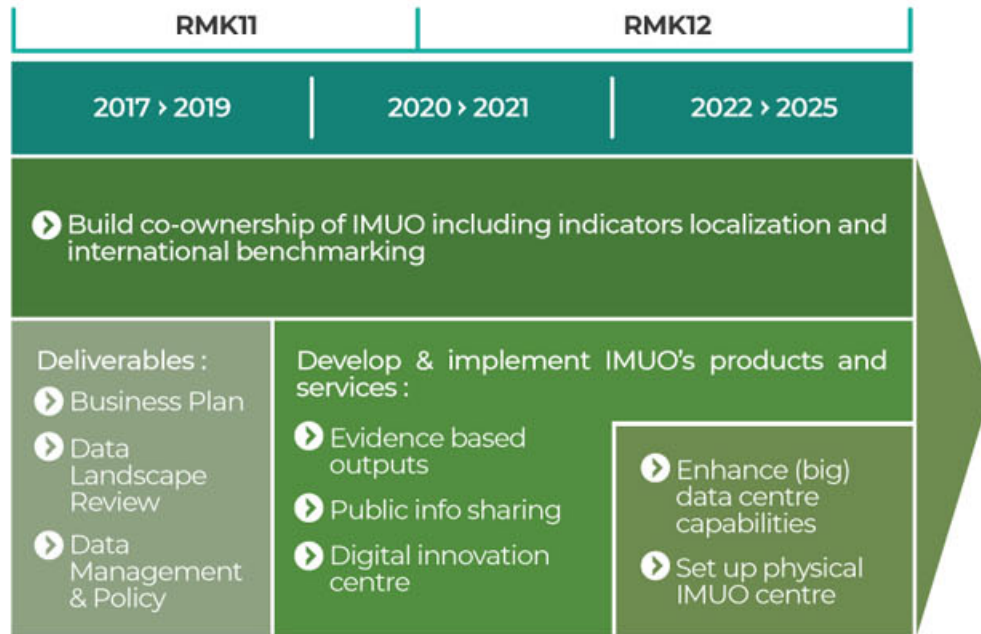 RMK11
RMK12
2017 › 2019
2020 › 2021
2022 › 2025
Build co-ownership of IMUO including indicators localization and
international benchmarking
Deliverables :
Business Plan
Data
Landscape
Review
Data
Management
& Policy
Develop & implement IMUO’s products and
services :
Evidence based
outputs
Public info sharing
Digital innovation
centre
Enhance (big)
data centre
capabilities
Set up physical
IMUO centre